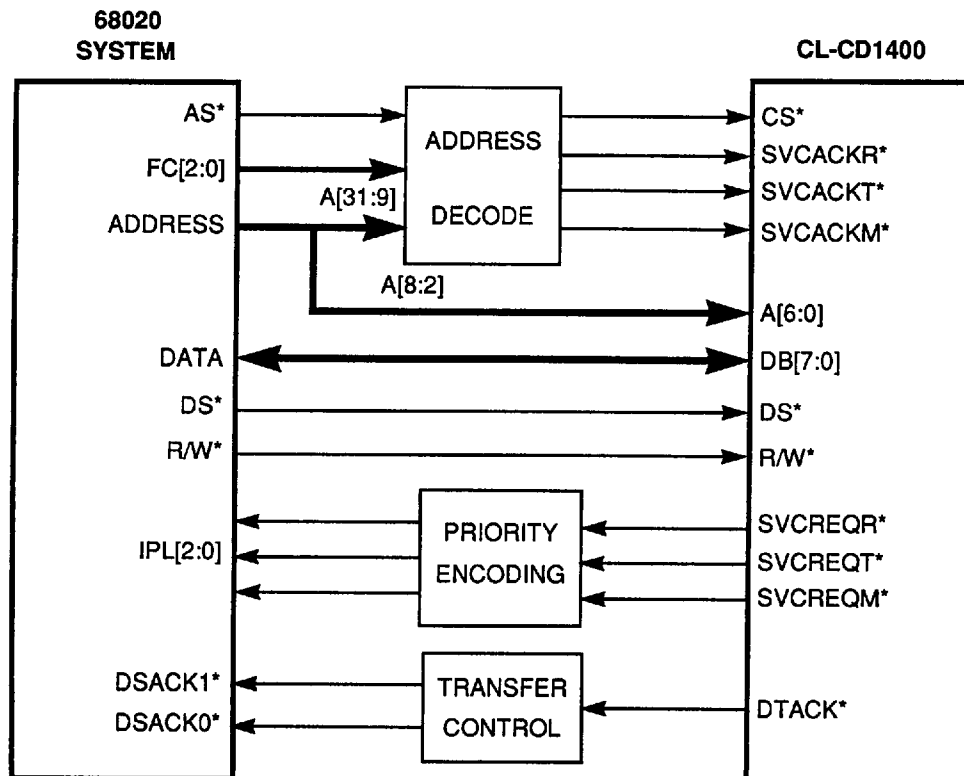 68020
SYSTEM
CL-CD1400
AS*
FC[2:0]
A[31:9]
ADDRESS
A[8:2]
ADDRESS
DECODE
CS*
SVCACKR*
SVCACKT*
SVCACKM*
A[6:0]
DATA
DB[7:0]
DS*
DS*
R/W*
R/W*
IPL[2:0]
PRIORITY
ENCODING
SVCREQR*
SVCREQT*
SVCREQM*
DSACK1*
DSACK0*
TRANSFER
CONTROL
DTACK*